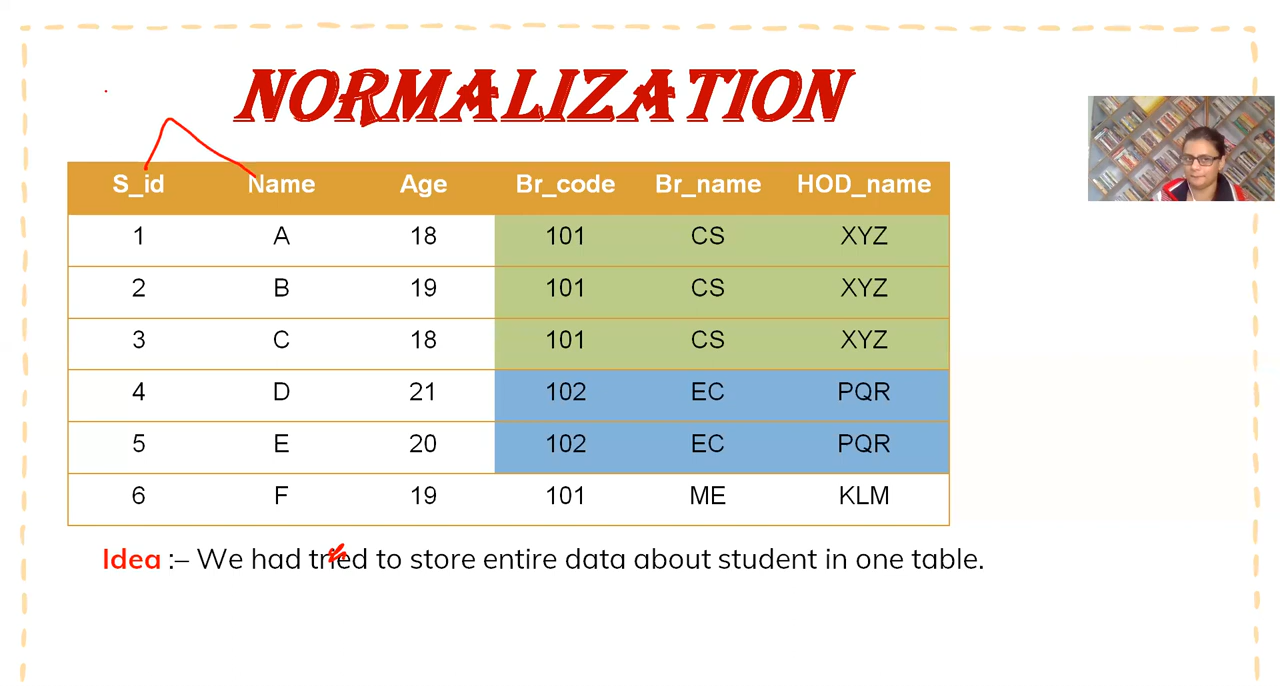 NORMALIZATION
S_id Name Age Br_code Br_name HOD_name
1 A 18 101 CS XYZ
2 B 19 101 CS XYZ
3 C 18 101 CS XYZ
4 D 21 102 EC PQR
5 E 20 102 EC PQR
6 F 19 101 ME KLM
Idea :– We had tried to store entire data about student in one table.